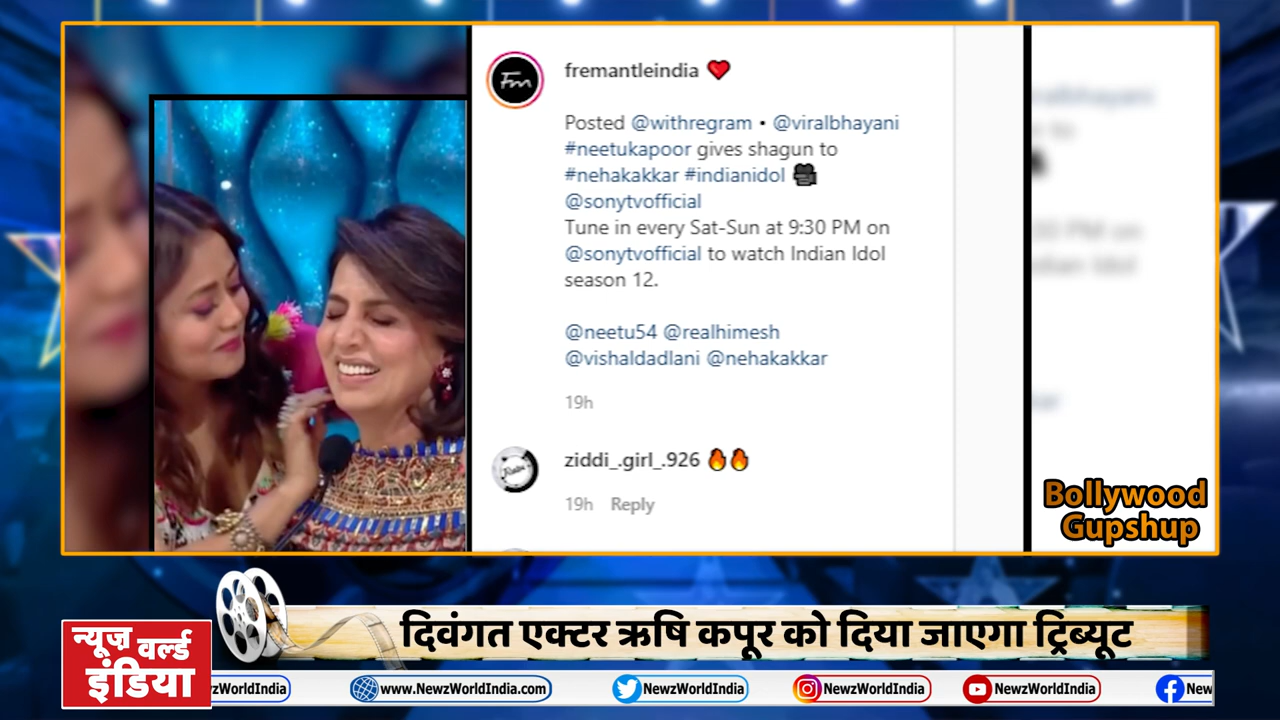 Fm
fremantleindia ❤️
Posted @withregram • @viralbhayani
#neetukapoor gives shagun to
#nehakakkar #indianidol 🎥
@sonytvofficial
Tune in every Sat-Sun at 9:30 PM on
@sonytvofficial to watch Indian Idol
season 12.
@neetu54 @realhimesh
@vishaldadlani @nehakakkar
19h
ziddi_.girl_.926 🔥🔥
19h Reply
Bollywood
Gupshup
दिवंगत एक्टर ऋषि कपूर को दिया जाएगा ट्रिब्यूट
न्यूज़ वर्ल्ड
इंडिया
zWorldIndia www.NewzWorldIndia.com NewzWorldIndia NewzWorldIndia NewzWorldIndia New